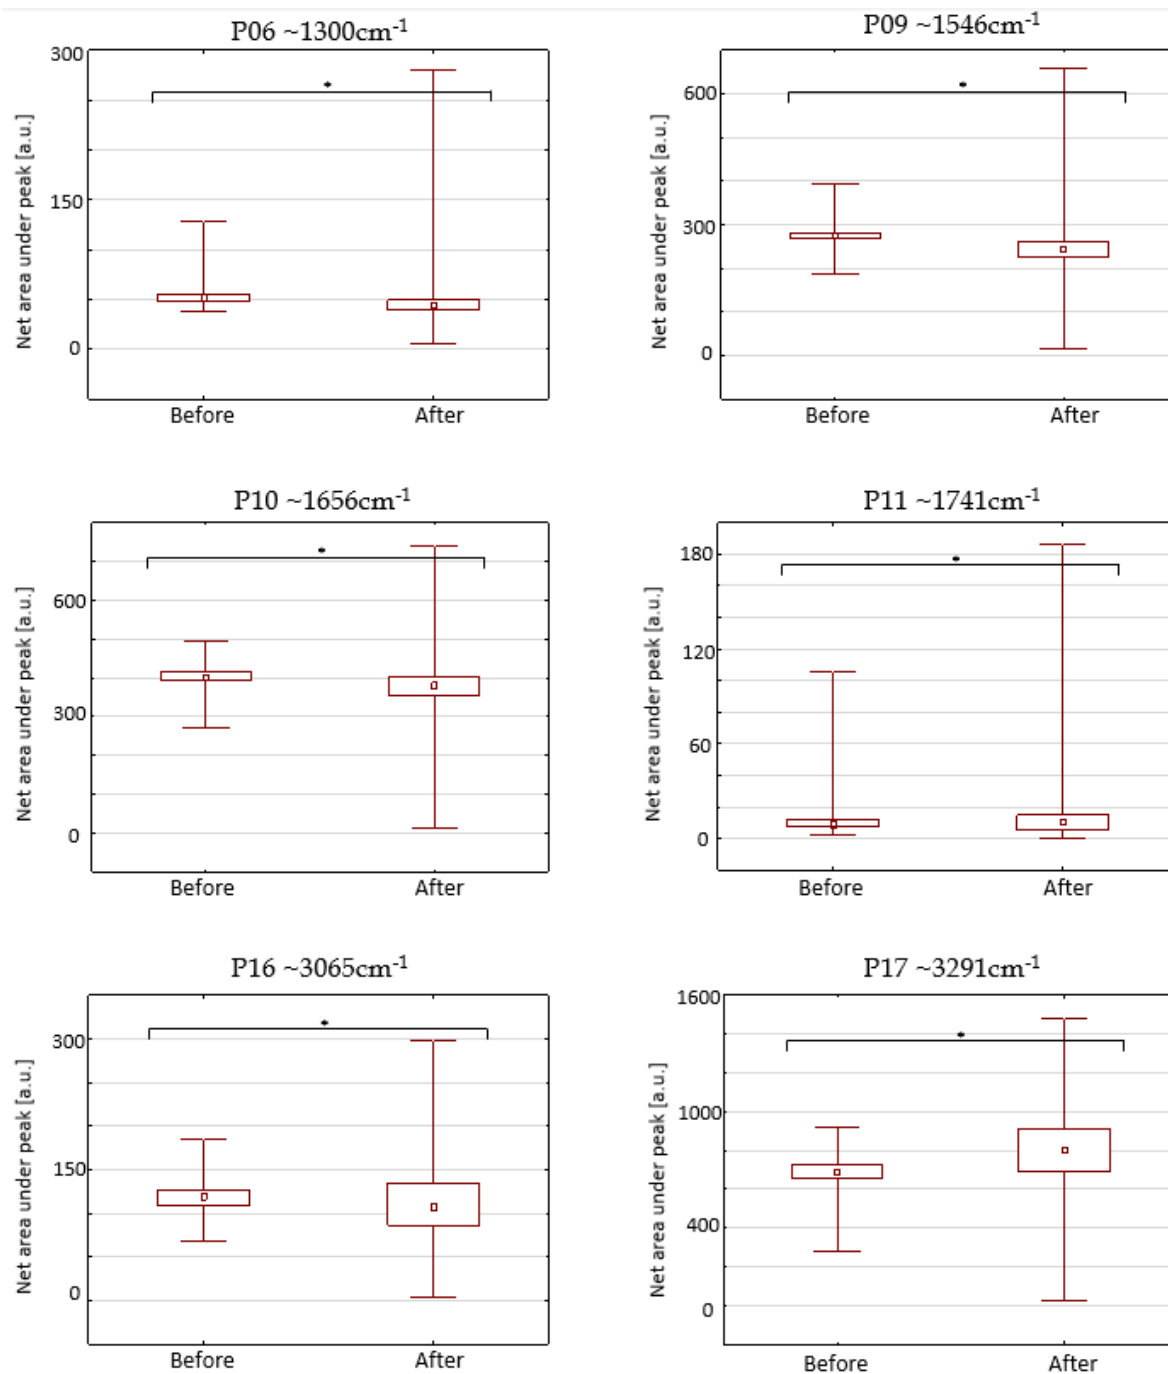 P06 ~1300cm⁻¹
Net area under peak [a.u.]
300
150
0
*
Before After
P09 ~1546cm⁻¹
Net area under peak [a.u.]
600
300
0
*
Before After
P10 ~1656cm⁻¹
Net area under peak [a.u.]
600
300
0
*
Before After
P11 ~1741cm⁻¹
Net area under peak [a.u.]
180
120
60
0
*
Before After
P16 ~3065cm⁻¹
Net area under peak [a.u.]
300
150
0
*
Before After
P17 ~3291cm⁻¹
Net area under peak [a.u.]
1600
1000
400
0
*
Before After